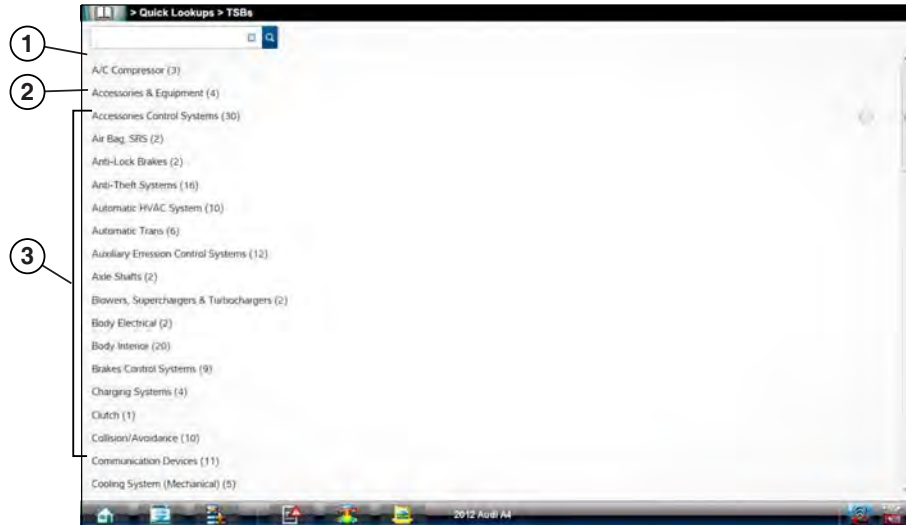 > Quick Lookups > TSBs
1
A/C Compressor (3)
2
Accessories & Equipment (4)
Accessories Control Systems (30)
Air Bag, SRS (2)
Anti-Lock Brakes (2)
Anti-Theft Systems (16)
Automatic HVAC System (10)
Automatic Trans (6)
3
Auxiliary Emission Control Systems (12)
Axle Shafts (2)
Blowers, Superchargers & Turbochargers (2)
Body Electrical (2)
Body Interior (20)
Brakes Control Systems (9)
Charging Systems (4)
Clutch (1)
Collision/Avoidance (10)
Communication Devices (11)
Cooling System (Mechanical) (5)
2012 Audi A4